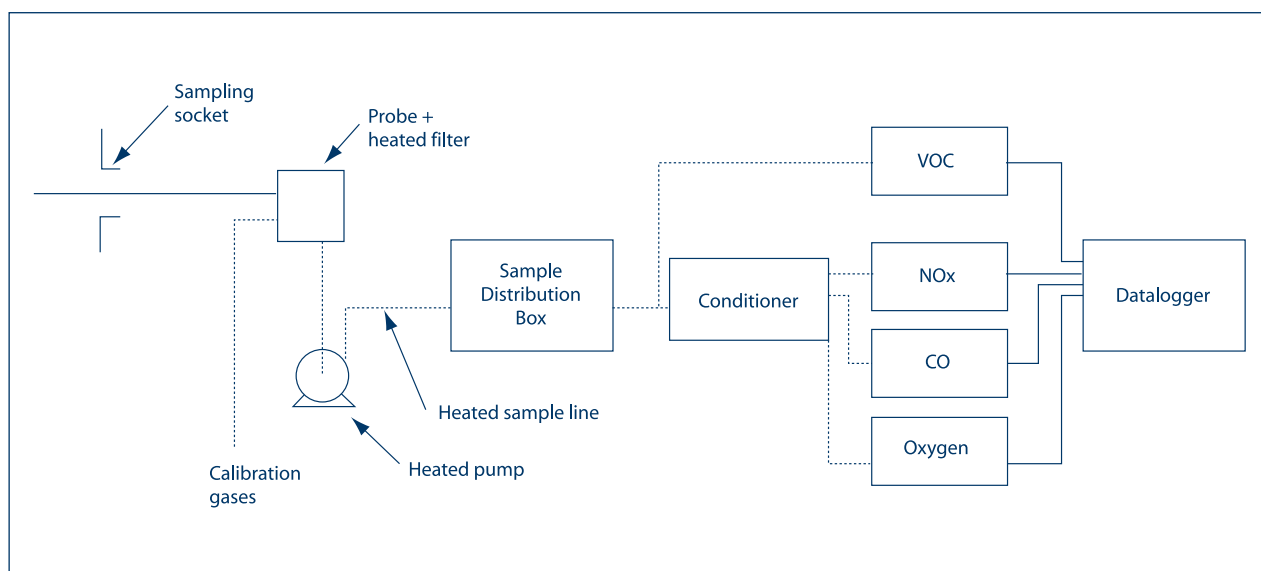 Sampling
socket
Probe +
heated filter
VOC
Sample
Distribution
Box
Conditioner
NOx
Datalogger
CO
Heated sample line
Oxygen
Heated pump
Calibration
gases